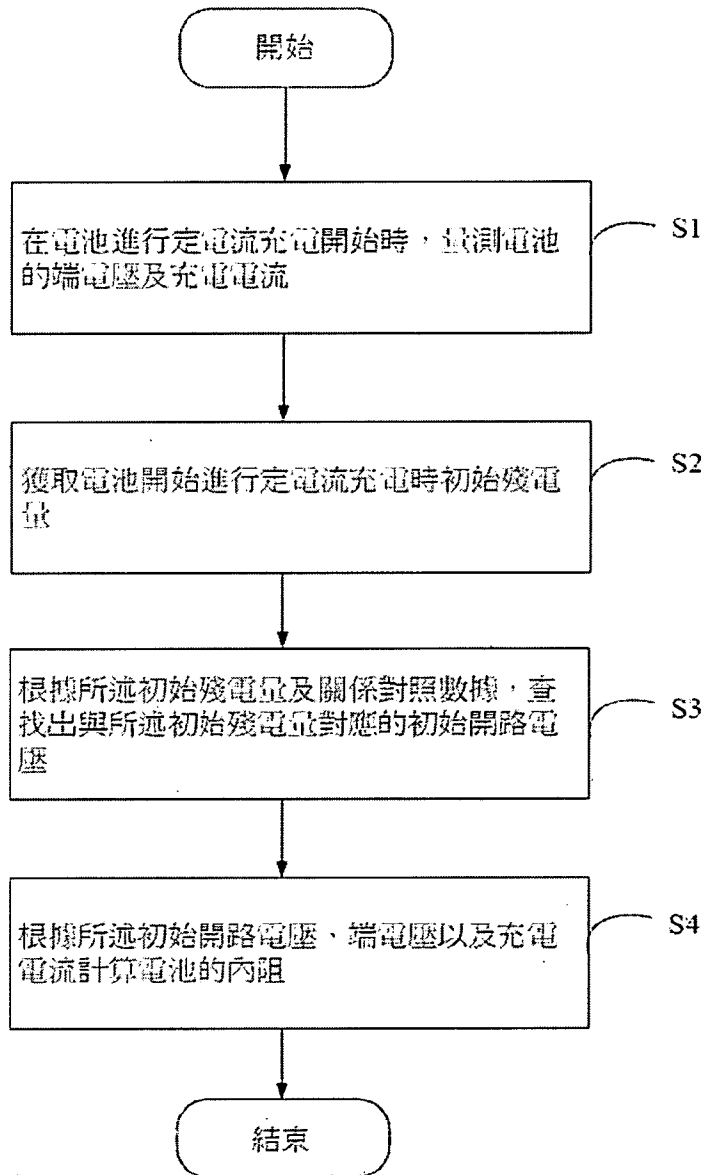 開始
在電池進行定電流充電開始時，量測電池
的端電壓及充電電流
S1
獲取電池開始進行定電流充電時初始殘電
量
S2
根據所述初始殘電量及關係對照數據，查
找出與所述初始殘電量對應的初始開路電
壓
S3
根據所述初始開路電壓、端電壓以及充電
電流計算電池的內阻
S4
結束